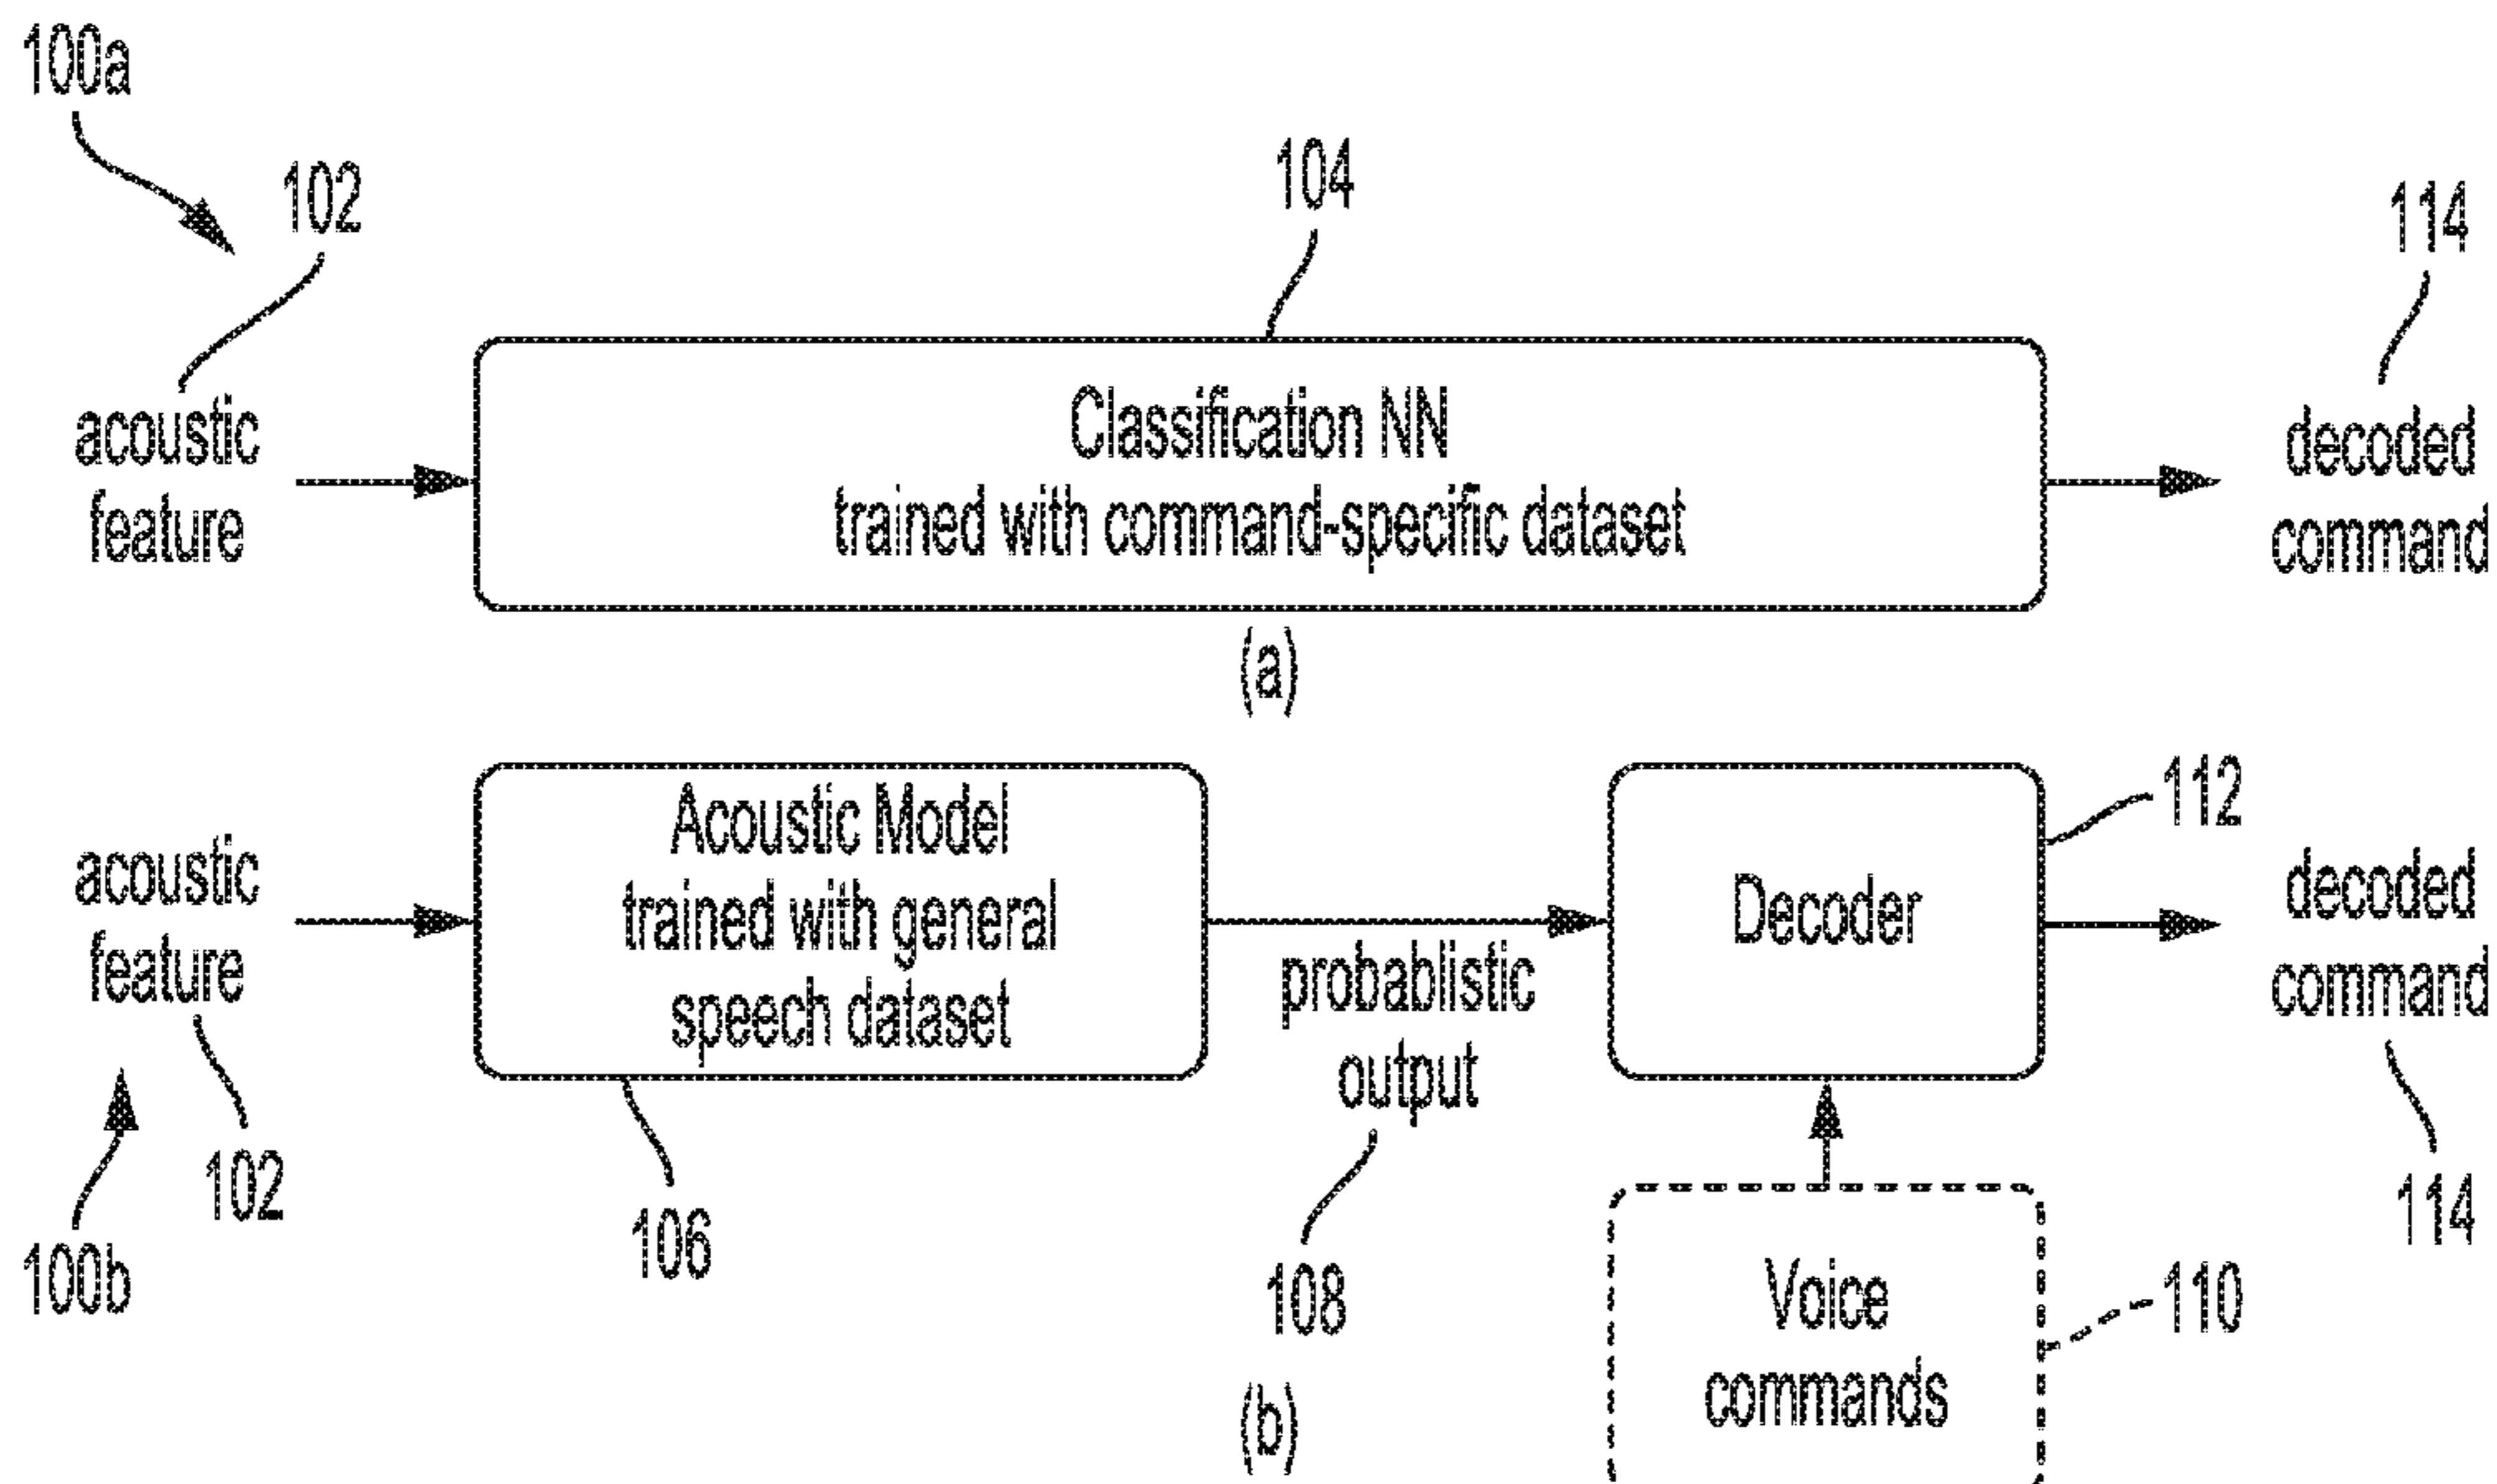 100a
102
104
114
acoustic
feature
Classification NN
trained with command-specific dataset
decoded
command
(a)
acoustic
feature
Acoustic Model
trained with general
speech dataset
probablistic
output
Decoder
112
decoded
command
100b
102
106
108
Voice
commands
110
114
(b)